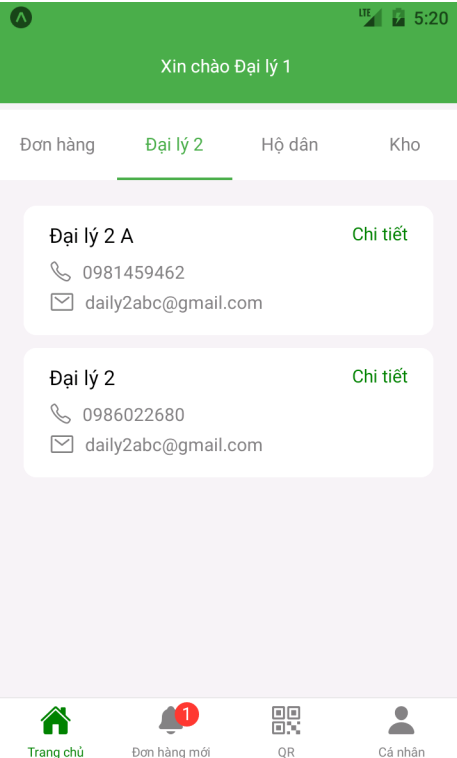 LTE 5:20
Xin chào Đại lý 1
Đơn hàng Đại lý 2 Hộ dân Kho
Đại lý 2 A Chi tiết
0981459462
daily2abc@gmail.com
Đại lý 2 Chi tiết
0986022680
daily2abc@gmail.com
1
Trang chủ Đơn hàng mới QR Cá nhân